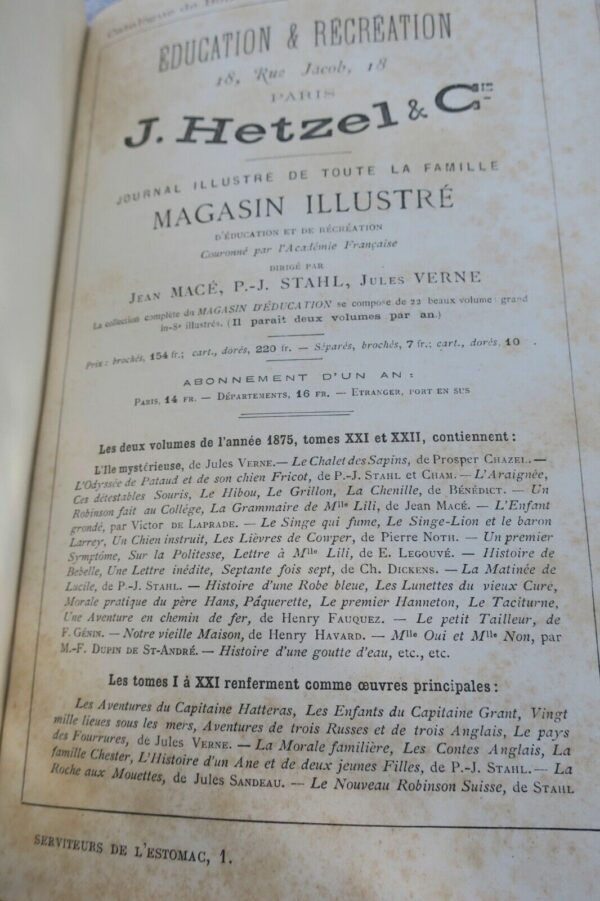 Catalogue de
ÉDUCATION & RÉCRÉATION
18, Rue Jacob, 18
PARIS
J. Hetzel & Cie
JOURNAL ILLUSTRÉ DE TOUTE LA FAMILLE
MAGASIN ILLUSTRÉ
D'ÉDUCATION ET DE RÉCRÉATION
Couronné par l'Académie Française
DIRIGÉ PAR
JEAN MACÉ, P.-J. STAHL, JULES VERNE
La collection complète du MAGASIN D'ÉDUCATION se compose de 22 beaux volumes grand
in-8º illustrés. (Il paraît deux volumes par an.)
Prix : brochés, 154 fr.; cart., dorés, 220 fr. — Séparés, brochés, 7 fr.; cart., dorés, 10
ABONNEMENT D'UN AN :
PARIS, 14 FR. — DÉPARTEMENTS, 16 FR. — ETRANGER, PORT EN SUS
Les deux volumes de l'année 1875, tomes XXI et XXII, contiennent :
L'Ile mystérieuse, de Jules VERNE. — Le Chalet des Sapins, de Prosper CHAZEL. —
L'Odyssée de Pataud et de son chien Fricot, de P.-J. STAHL et CHAM. — L'Araignée,
Ces détestables Souris, Le Hibou, Le Grillon, La Chenille, de BÉNÉDICT. — Un
Robinson fait au Collége, La Grammaire de Mlle Lili, de Jean MACÉ. — L'Enfant
grondé, par Victor DE LAPRADE. — Le Singe qui fume, Le Singe-Lion et le baron
Larrey, Un Chien instruit, Les Lièvres de Cowper, de Pierre NOTH. — Un premier
Symptôme, Sur la Politesse, Lettre à Mlle Lili, de E. LEGOUVÉ. — Histoire de
Bebelle, Une Lettre inédite, Septante fois sept, de Ch. DICKENS. — La Matinée de
Lucile, de P.-J. STAHL. — Histoire d'une Robe bleue, Les Lunettes du vieux Curé,
Morale pratique du père Hans, Pâquerette, Le premier Hanneton, Le Taciturne,
Une Aventure en chemin de fer, de Henry FAUQUEZ. — Le petit Tailleur, de
F. GÉNIN. — Notre vieille Maison, de Henry HAVARD. — Mlle Oui et Mlle Non, par
M.-F. DUPIN DE ST-ANDRÉ. — Histoire d'une goutte d'eau, etc., etc.
Les tomes I à XXI renferment comme œuvres principales :
Les Aventures du Capitaine Hatteras, Les Enfants du Capitaine Grant, Vingt
mille lieues sous les mers, Aventures de trois Russes et de trois Anglais, Le pays
des Fourrures, de Jules VERNE. — La Morale familière, Les Contes Anglais, La
famille Chester, L'Histoire d'un Ane et de deux jeunes Filles, de P.-J. STAHL. — La
Roche aux Mouettes, de Jules SANDEAU. — Le Nouveau Robinson Suisse, de STAHL
SERVITEURS DE L'ESTOMAC, 1.